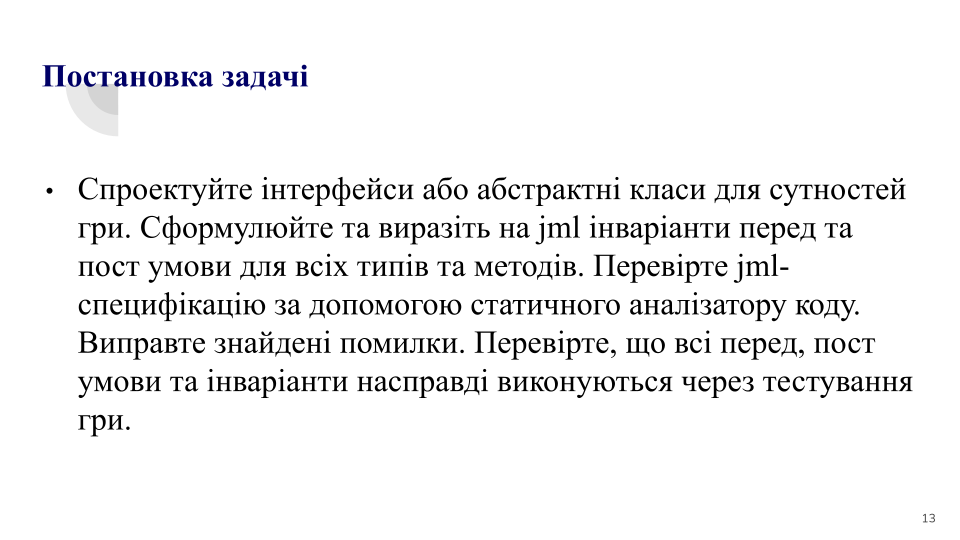 Постановка задачі
• Спроектуйте інтерфейси або абстрактні класи для сутностей
гри. Сформулюйте та виразіть на jml інваріанти перед та
пост умови для всіх типів та методів. Перевірте jml-
специфікацію за допомогою статичного аналізатору коду.
Виправте знайдені помилки. Перевірте, що всі перед, пост
умови та інваріанти насправді виконуються через тестування
гри.
13